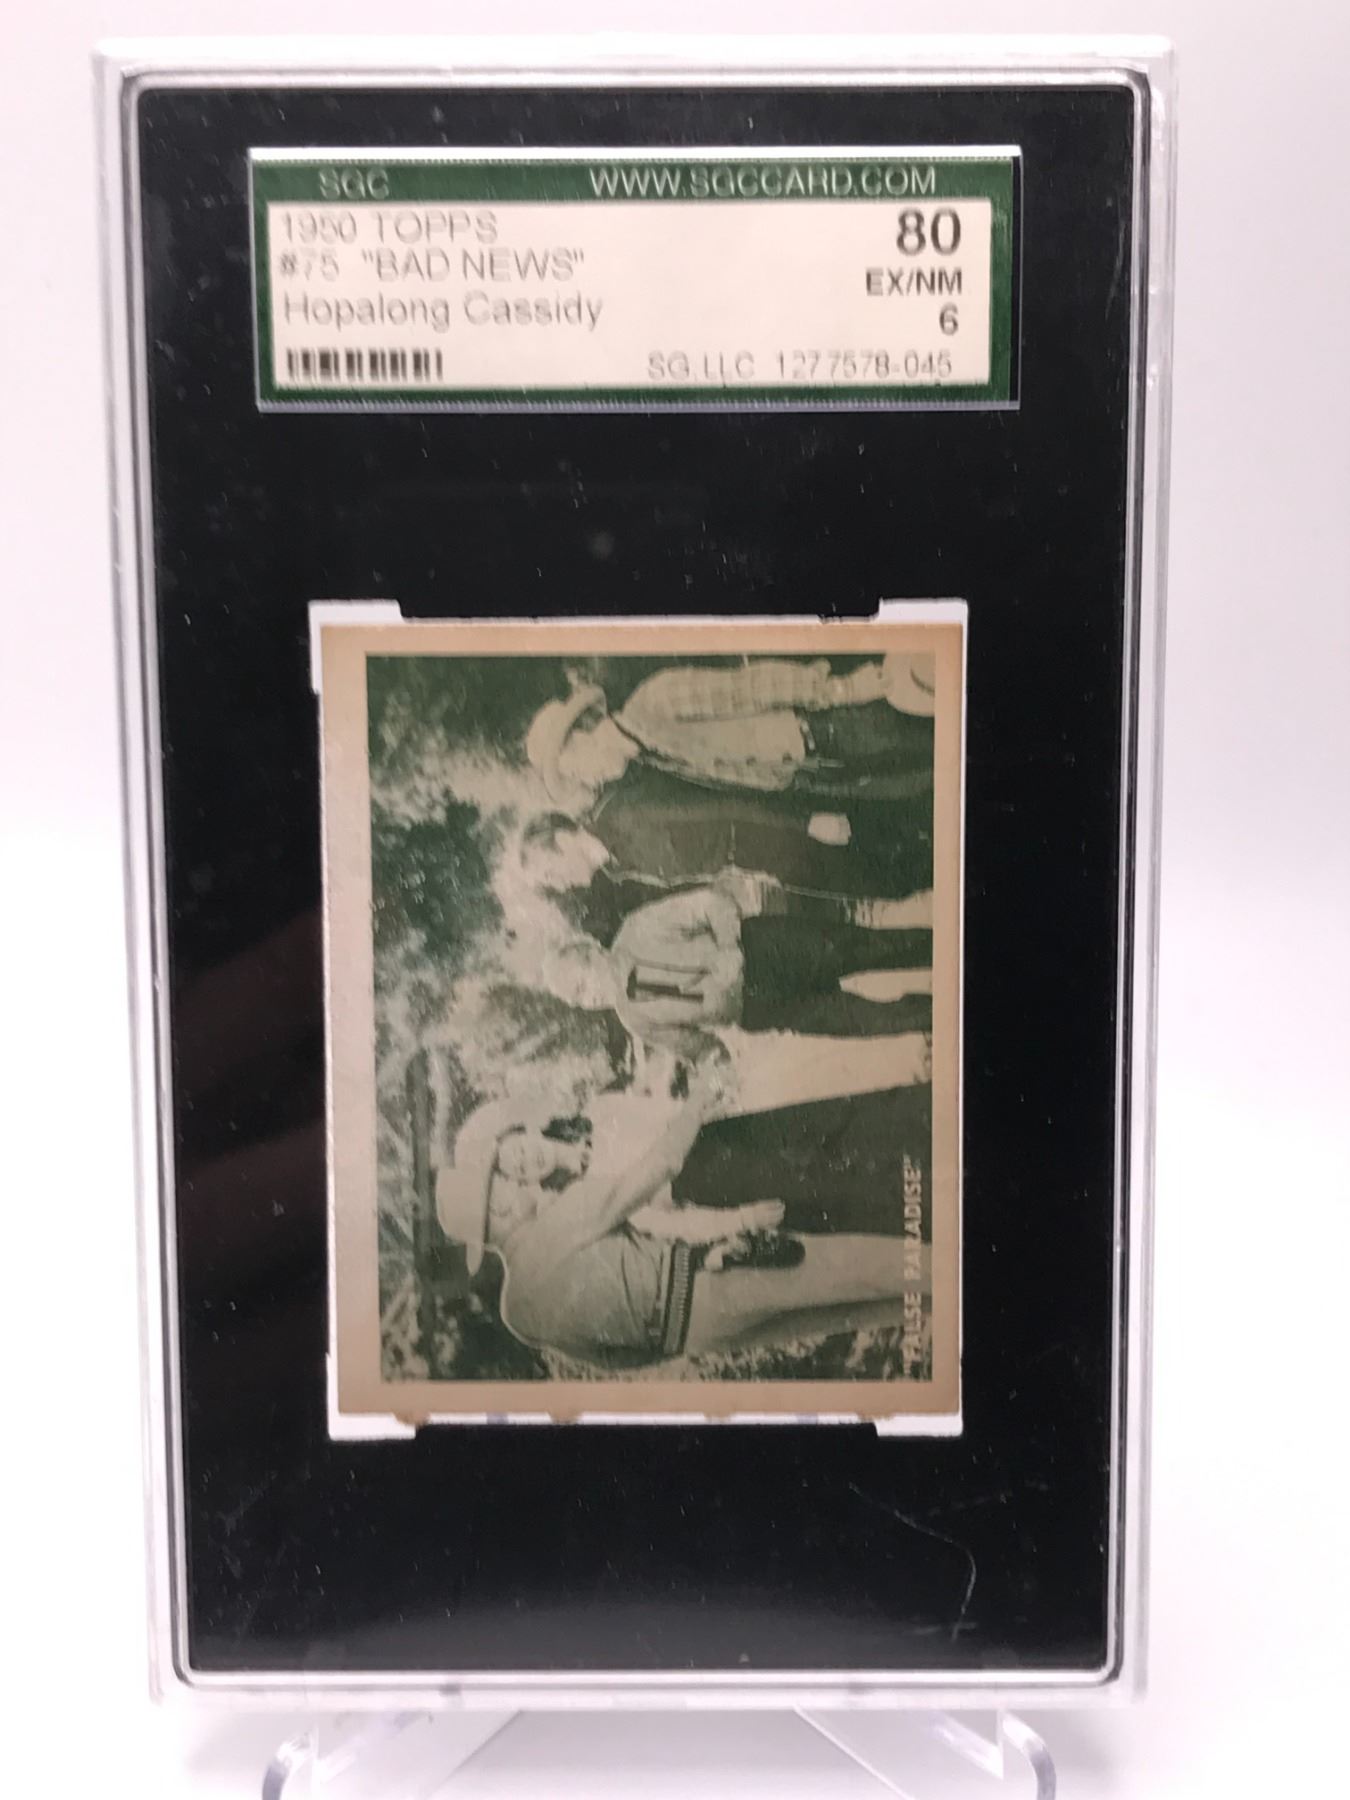 SGC WWW.SGCCARD.COM
1950 TOPPS 80
#75 "BAD NEWS" EX/NM
Hopalong Cassidy 6
SG, LLC 1277578-045
"FALSE PARADISE"